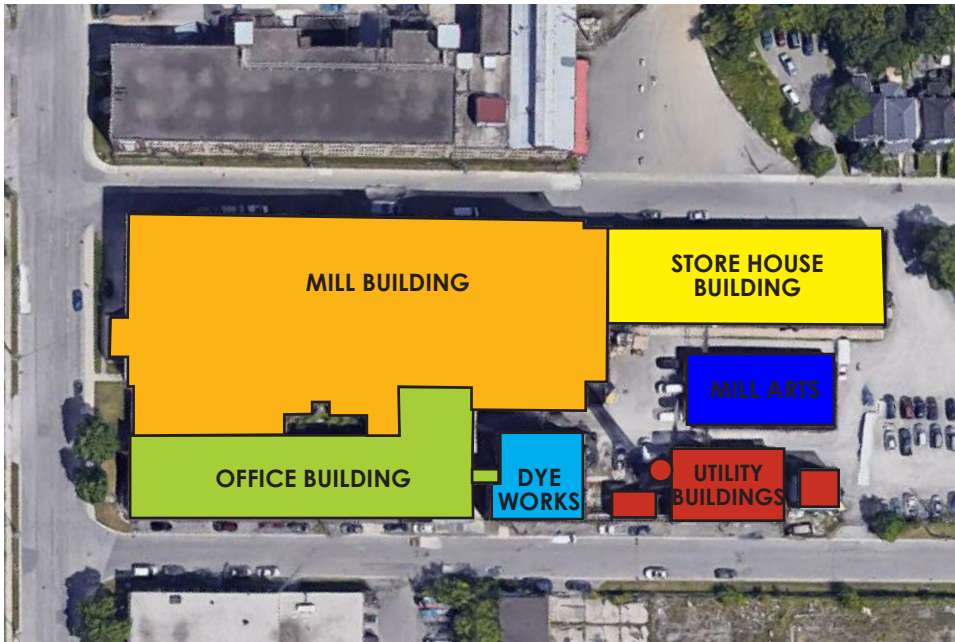 MILL BUILDING
STORE HOUSE
BUILDING
MILL ARTS
OFFICE BUILDING
DYE
WORKS
UTILITY
BUILDINGS